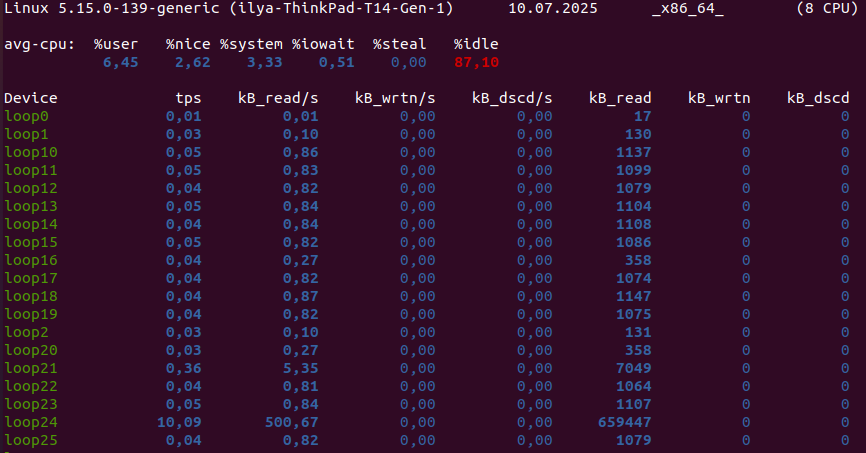 Linux 5.15.0-139-generic (ilya-ThinkPad-T14-Gen-1) 10.07.2025 _x86_64_ (8 CPU)
avg-cpu: %user %nice %system %iowait %steal %idle
6,45 2,62 3,33 0,51 0,00 87,10
Device tps kB_read/s kB_wrtn/s kB_dscd/s kB_read kB_wrtn kB_dscd
loop0 0,01 0,01 0,00 0,00 17 0 0
loop1 0,03 0,10 0,00 0,00 130 0 0
loop10 0,05 0,86 0,00 0,00 1137 0 0
loop11 0,05 0,83 0,00 0,00 1099 0 0
loop12 0,04 0,82 0,00 0,00 1079 0 0
loop13 0,05 0,84 0,00 0,00 1104 0 0
loop14 0,04 0,84 0,00 0,00 1108 0 0
loop15 0,05 0,82 0,00 0,00 1086 0 0
loop16 0,04 0,27 0,00 0,00 358 0 0
loop17 0,04 0,82 0,00 0,00 1074 0 0
loop18 0,04 0,87 0,00 0,00 1147 0 0
loop19 0,04 0,82 0,00 0,00 1075 0 0
loop2 0,03 0,10 0,00 0,00 131 0 0
loop20 0,03 0,27 0,00 0,00 358 0 0
loop21 0,36 5,35 0,00 0,00 7049 0 0
loop22 0,04 0,81 0,00 0,00 1064 0 0
loop23 0,05 0,84 0,00 0,00 1107 0 0
loop24 10,09 500,67 0,00 0,00 659447 0 0
loop25 0,04 0,82 0,00 0,00 1079 0 0